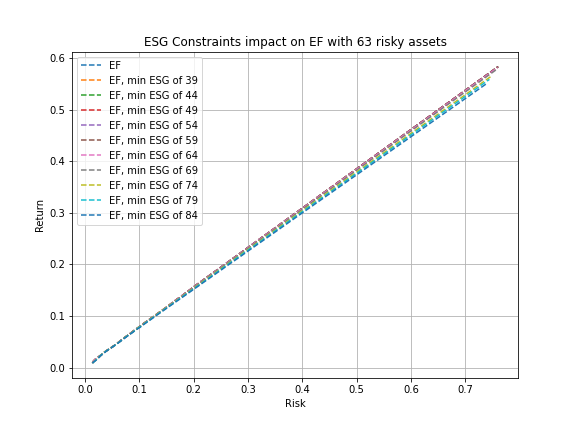 ESG Constraints impact on EF with 63 risky assets
EF
EF, min ESG of 39
EF, min ESG of 44
EF, min ESG of 49
EF, min ESG of 54
EF, min ESG of 59
EF, min ESG of 64
EF, min ESG of 69
EF, min ESG of 74
EF, min ESG of 79
EF, min ESG of 84
Return
0.6
0.5
0.4
0.3
0.2
0.1
0.0
0.0 0.1 0.2 0.3 0.4 0.5 0.6 0.7
Risk